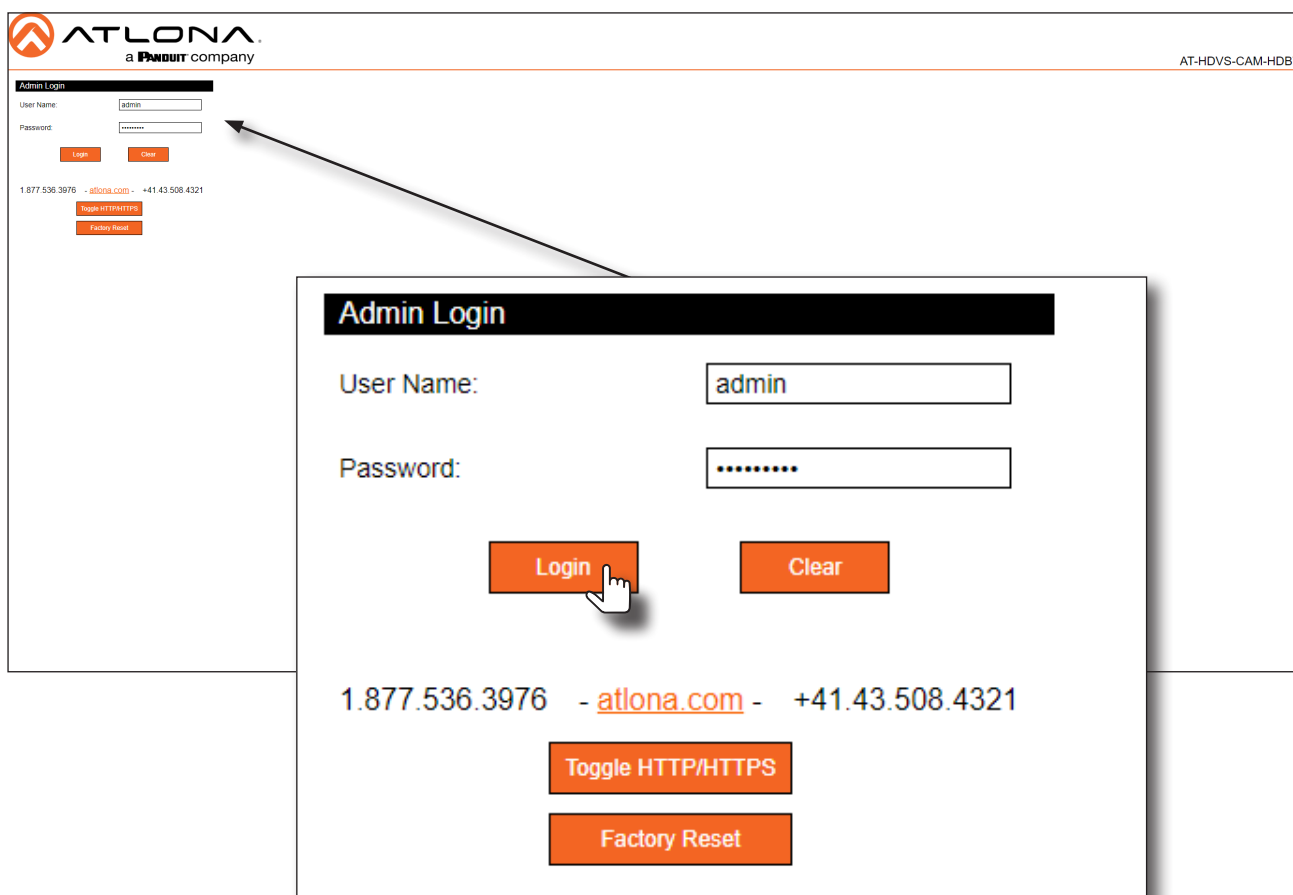 ATLONA.
a PANDUIT company
AT-HDVS-CAM-HDB
Admin Login
User Name: admin
Password: •••••••••
Login Clear
1.877.536.3976 - atlona.com - +41.43.508.4321
Toggle HTTP/HTTPS
Factory Reset
Admin Login
User Name: admin
Password: •••••••••
Login Clear
1.877.536.3976 - atlona.com - +41.43.508.4321
Toggle HTTP/HTTPS
Factory Reset